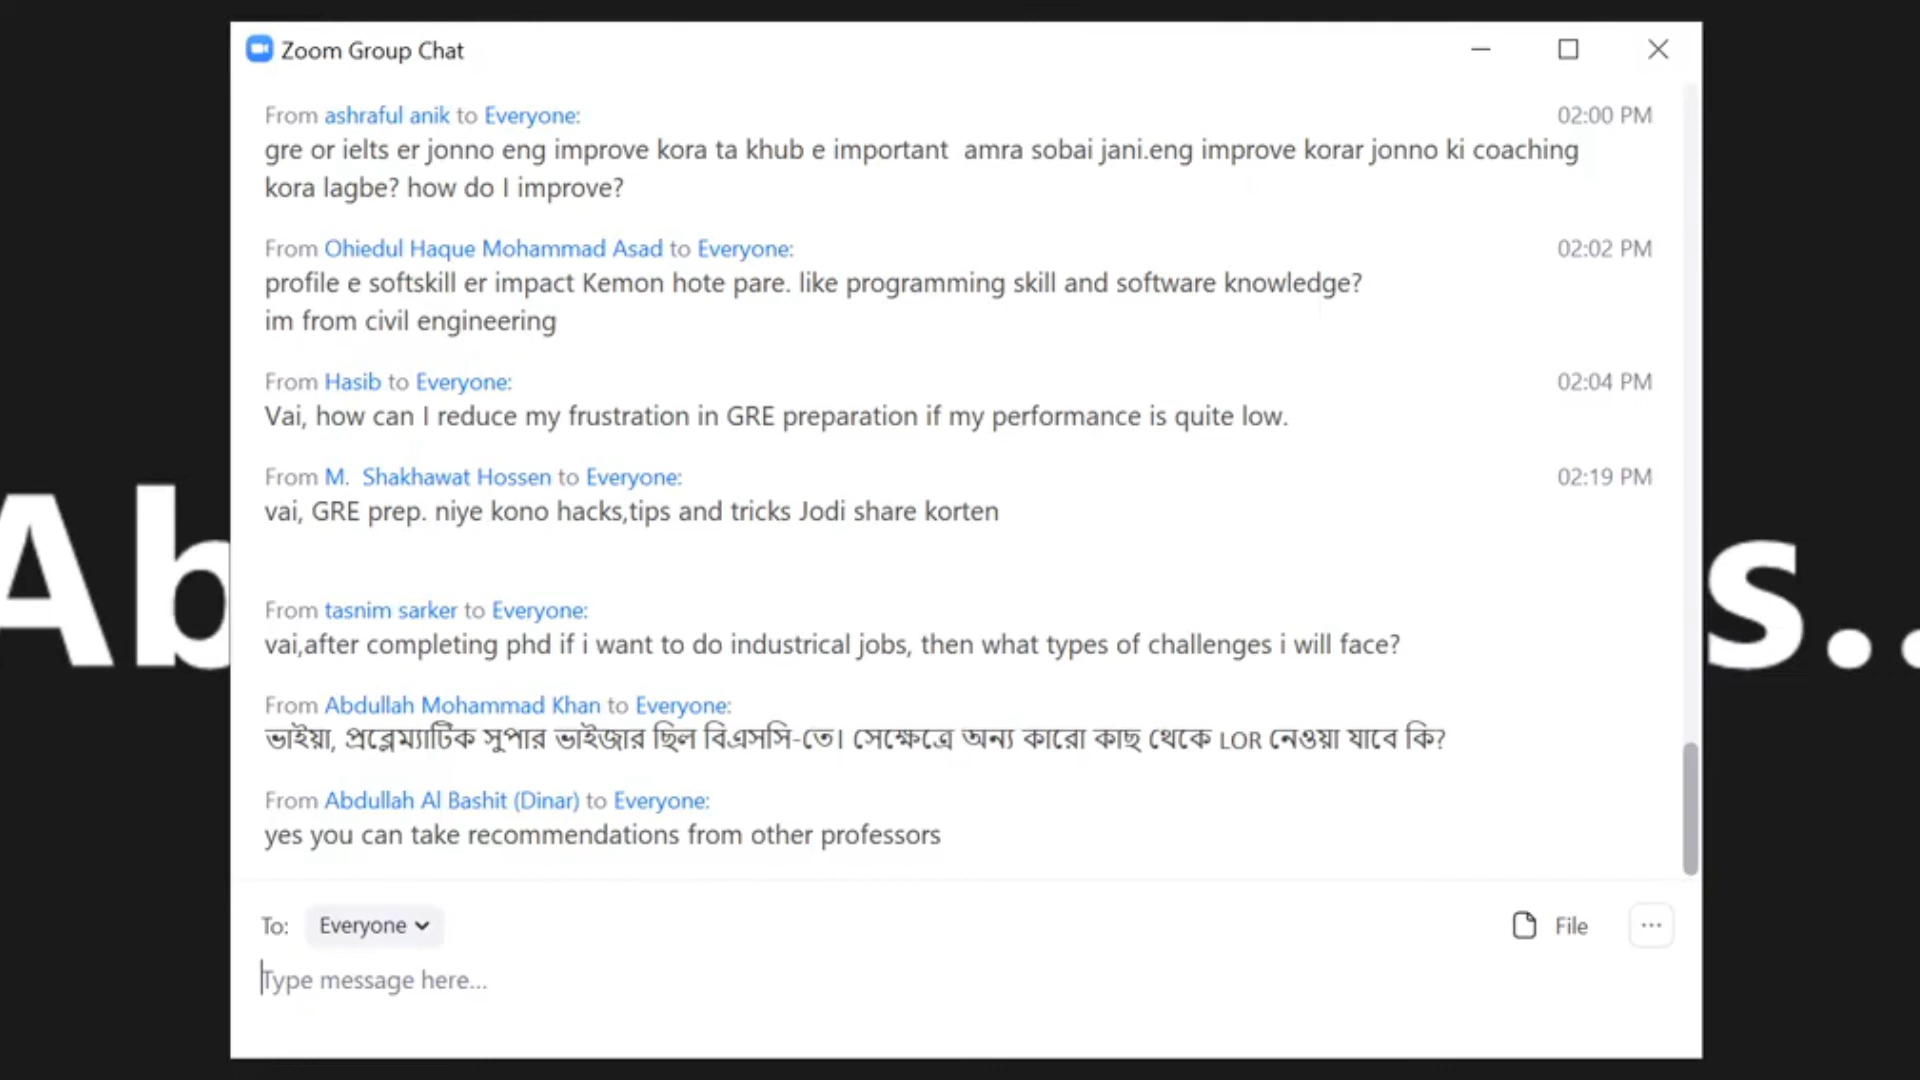 Zoom Group Chat
From ashraful anik to Everyone: 02:00 PM
gre or ielts er jonno eng improve kora ta khub e important  amra sobai jani.eng improve korar jonno ki coaching
kora lagbe? how do I improve?
From Ohiedul Haque Mohammad Asad to Everyone: 02:02 PM
profile e softskill er impact Kemon hote pare. like programming skill and software knowledge?
im from civil engineering
From Hasib to Everyone: 02:04 PM
Vai, how can I reduce my frustration in GRE preparation if my performance is quite low.
From M.  Shakhawat Hossen to Everyone: 02:19 PM
vai, GRE prep. niye kono hacks,tips and tricks Jodi share korten
From tasnim sarker to Everyone:
vai,after completing phd if i want to do industrical jobs, then what types of challenges i will face?
From Abdullah Mohammad Khan to Everyone:
ভাইয়া, প্রব্লেম্যাটিক সুপার ভাইজার ছিল বিএসসি-তে। সেক্ষেত্রে অন্য কারো কাছ থেকে LOR নেওয়া যাবে কি?
From Abdullah Al Bashit (Dinar) to Everyone:
yes you can take recommendations from other professors
To: Everyone File
Type message here...
Ab
s..